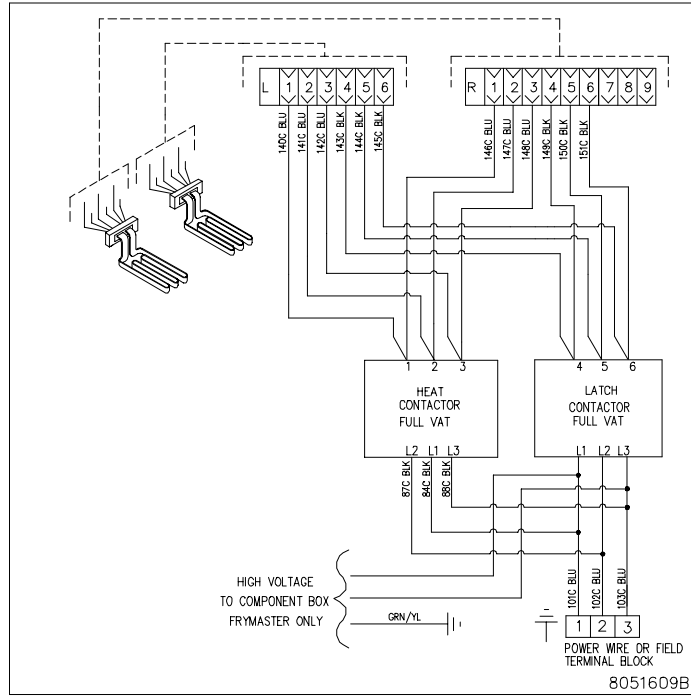 L 1 2 3 4 5 6
R 1 2 3 4 5 6 7 8 9
140C BLU
141C BLU
142C BLU
143C BLK
144C BLK
145C BLK
146C BLU
147C BLU
148C BLU
149C BLK
150C BLK
151C BLK
1 2 3
HEAT
CONTACTOR
FULL VAT
L2 L1 L3
4 5 6
LATCH
CONTACTOR
FULL VAT
L1 L2 L3
87C BLK
84C BLK
88C BLK
HIGH VOLTAGE
TO COMPONENT BOX
FRYMASTER ONLY
GRN/YL
101C BLU
102C BLU
103C BLU
1 2 3
POWER WIRE OR FIELD
TERMINAL BLOCK
8051609B